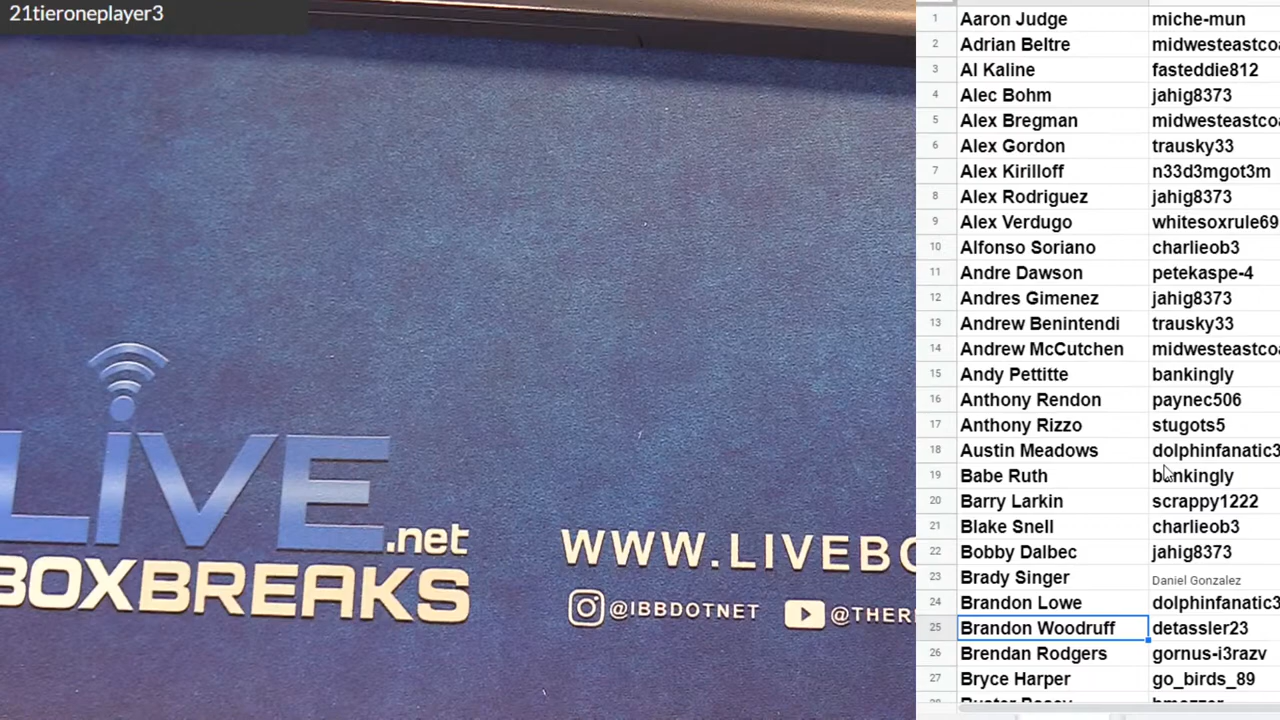 21tieroneplayer3
LIVE.net
BOXBREAKS
WWW.LIVEBO
@IBBDOTNET
@THER
1 Aaron Judge miche-mun
2 Adrian Beltre midwesteastcoa
3 Al Kaline fasteddie812
4 Alec Bohm jahig8373
5 Alex Bregman midwesteastcoa
6 Alex Gordon trausky33
7 Alex Kirilloff n33d3mgot3m
8 Alex Rodriguez jahig8373
9 Alex Verdugo whitesoxrule69
10 Alfonso Soriano charlieob3
11 Andre Dawson petekaspe-4
12 Andres Gimenez jahig8373
13 Andrew Benintendi trausky33
14 Andrew McCutchen midwesteastcoa
15 Andy Pettitte bankingly
16 Anthony Rendon paynec506
17 Anthony Rizzo stugots5
18 Austin Meadows dolphinfanatic3
19 Babe Ruth bankingly
20 Barry Larkin scrappy1222
21 Blake Snell charlieob3
22 Bobby Dalbec jahig8373
23 Brady Singer Daniel Gonzalez
24 Brandon Lowe dolphinfanatic3
25 Brandon Woodruff detassler23
26 Brendan Rodgers gornus-i3razv
27 Bryce Harper go_birds_89